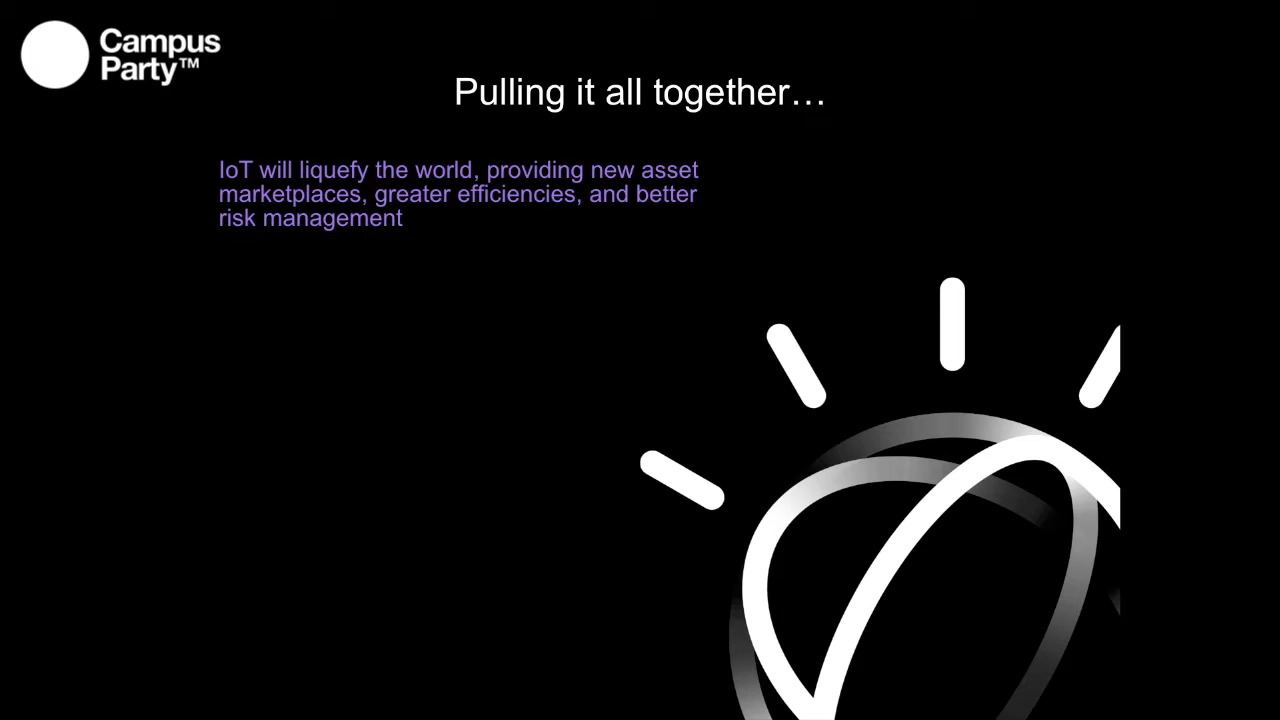 Campus
Party™
Pulling it all together…
IoT will liquefy the world, providing new asset
marketplaces, greater efficiencies, and better
risk management